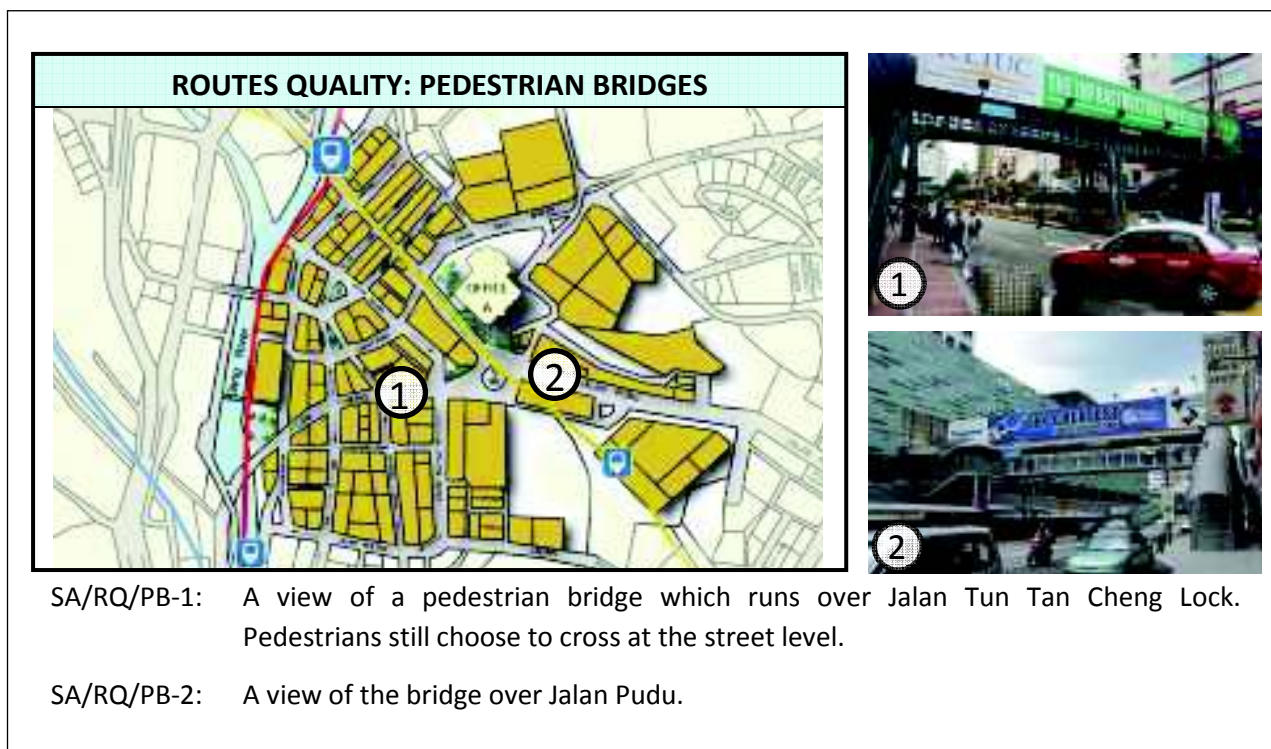 ROUTES QUALITY: PEDESTRIAN BRIDGES
1
2
1
2
SA/RQ/PB-1: A view of a pedestrian bridge which runs over Jalan Tun Tan Cheng Lock.
Pedestrians still choose to cross at the street level.
SA/RQ/PB-2: A view of the bridge over Jalan Pudu.